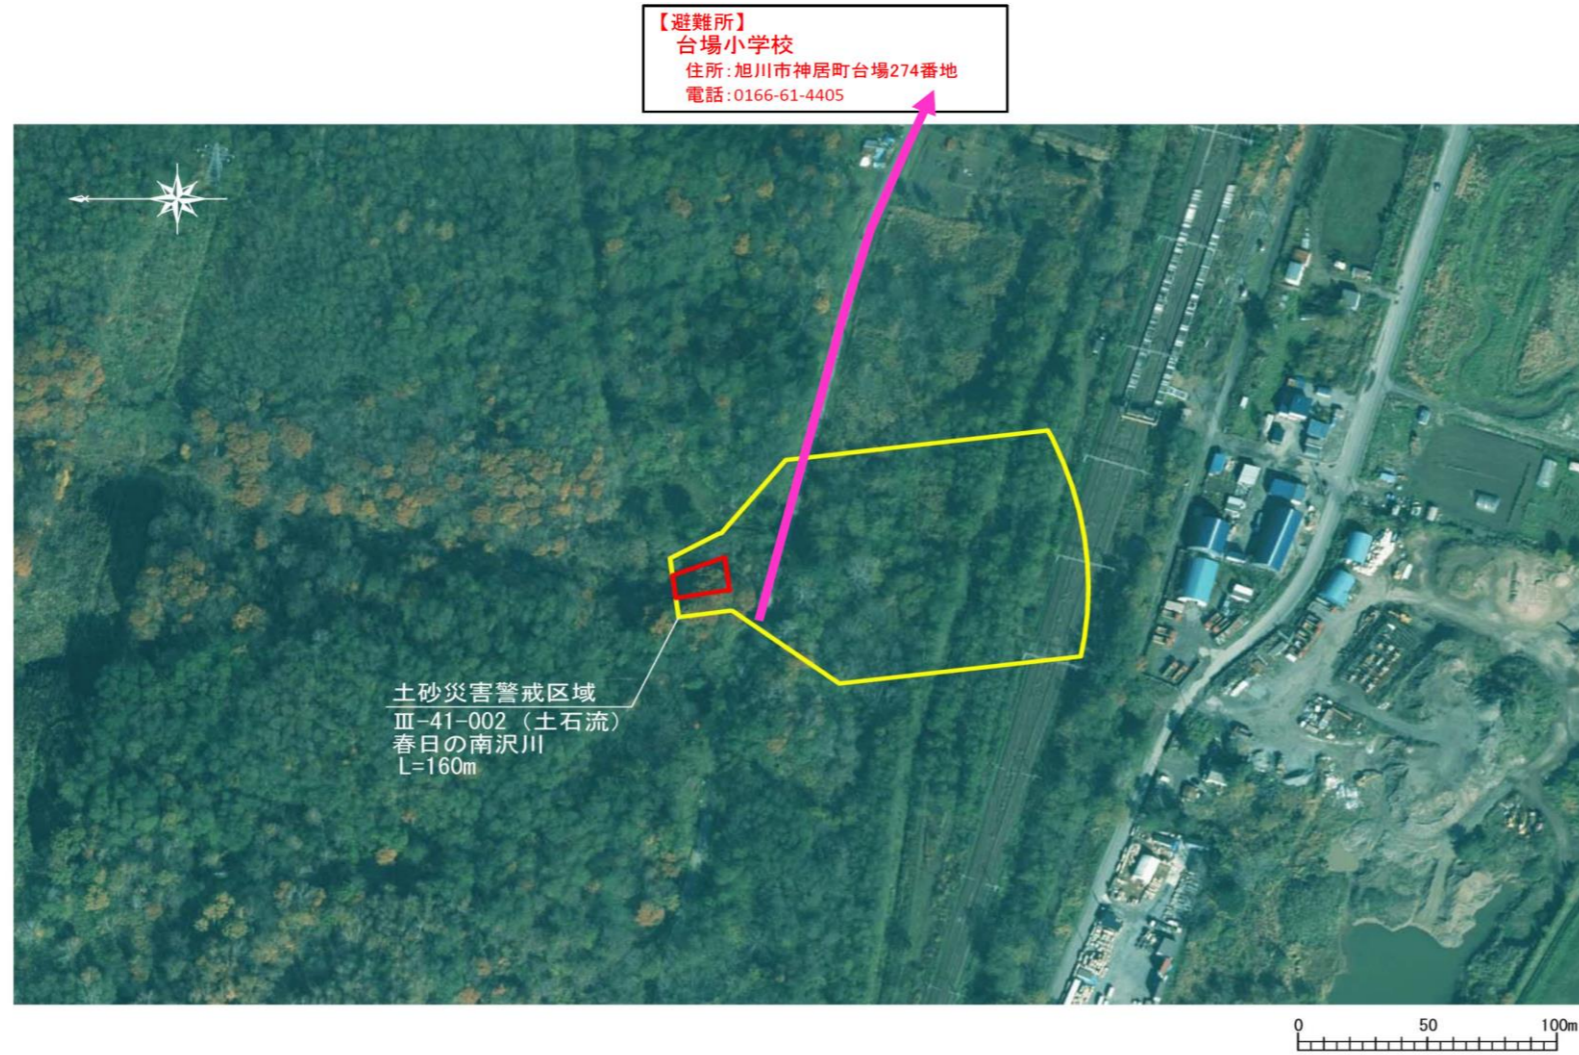 【避難所】
台場小学校
住所:旭川市神居町台場274番地
電話:0166-61-4405
土砂災害警戒区域
Ⅲ-41-002（土石流）
春日の南沢川
L=160m
0 50 100m